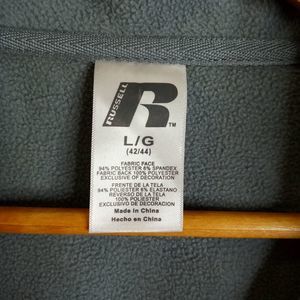 RUSSELL
R
TM
L/G
(42/44)
FABRIC FACE
94% POLYESTER 6% SPANDEX
FABRIC BACK 100% POLYESTER
EXCLUSIVE OF DECORATION
FRENTE DE LA TELA
94% POLIESTER 6% ELASTANO
REVERSO DE LA TELA
100% POLIESTER
EXCLUSIVO DE DECORACION
Made in China
Hecho en China